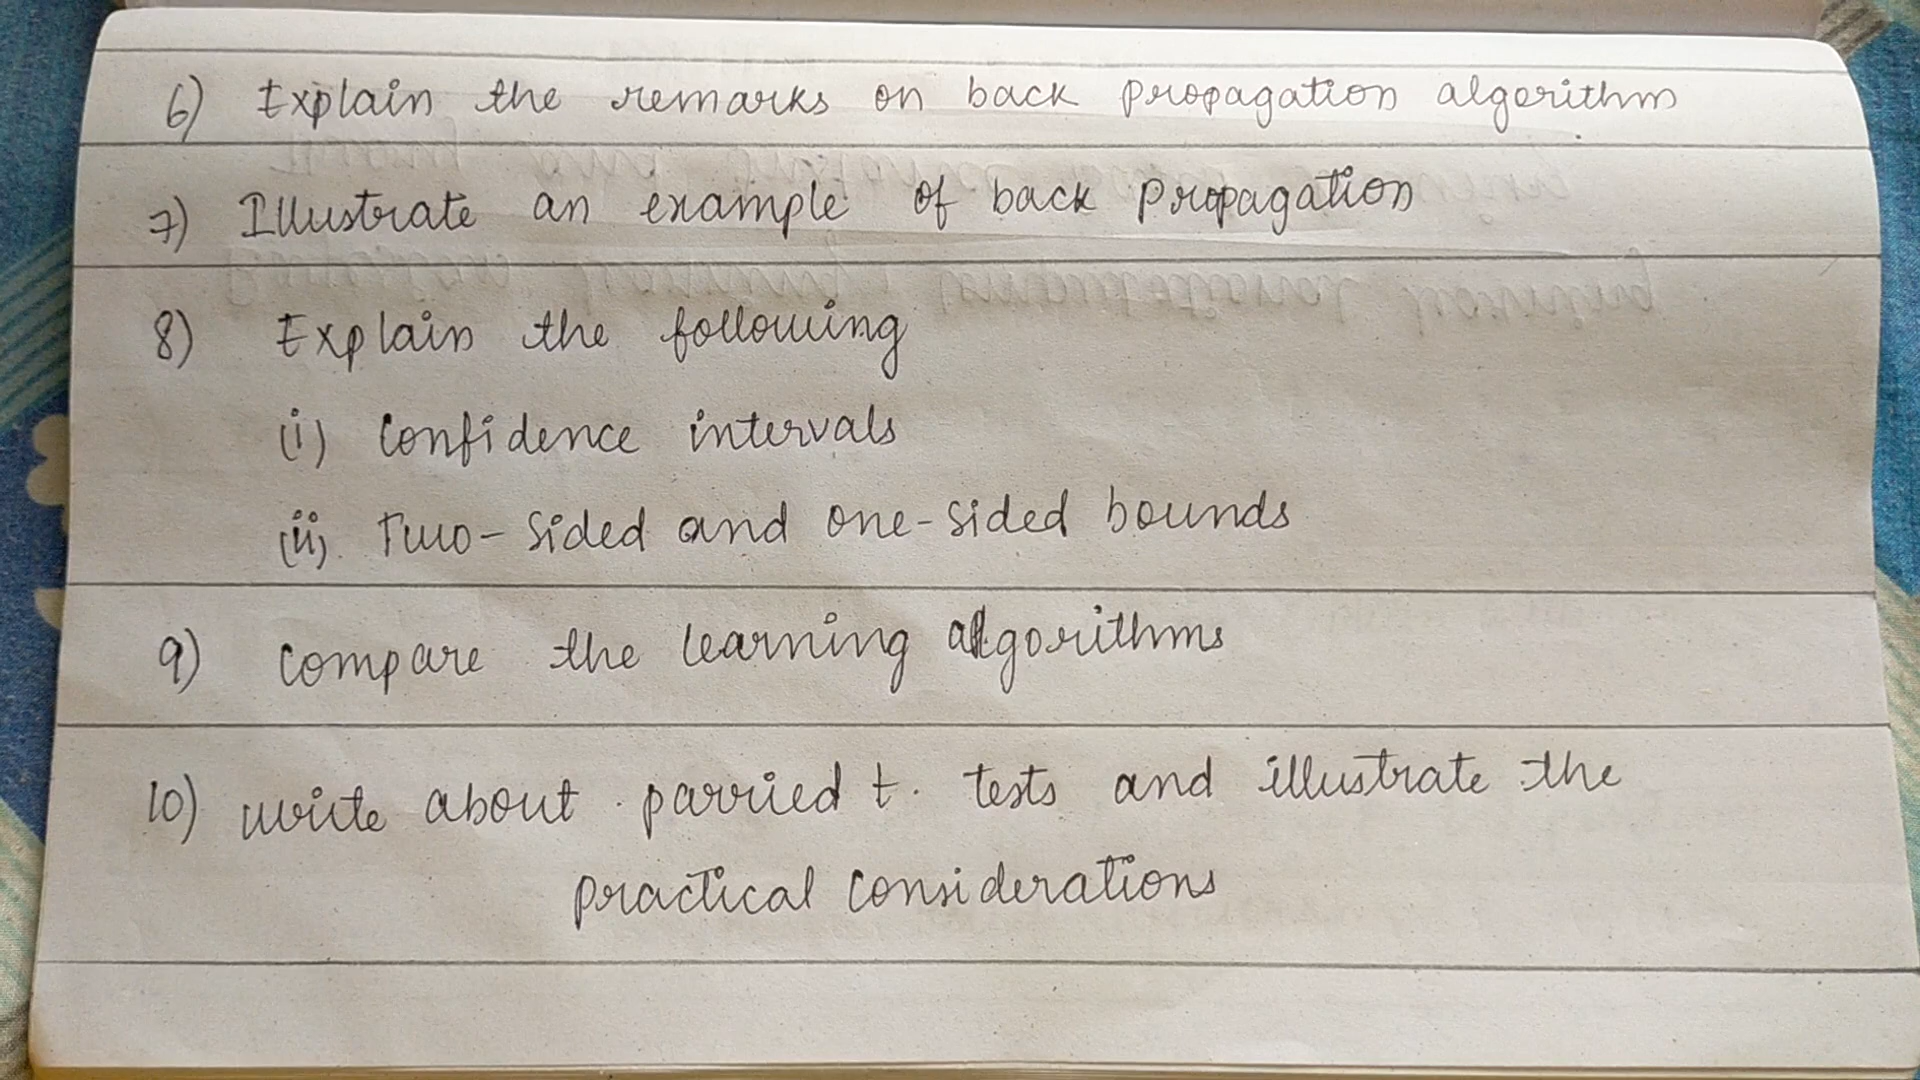 6) Explain the remarks on back propagation algorithm
7) Illustrate an example of back propagation
8) Explain the following
(i) Confidence intervals
(ii) Two-sided and one-sided bounds
9) compare the learning algorithms
10) write about parried t. tests and illustrate the
practical considerations